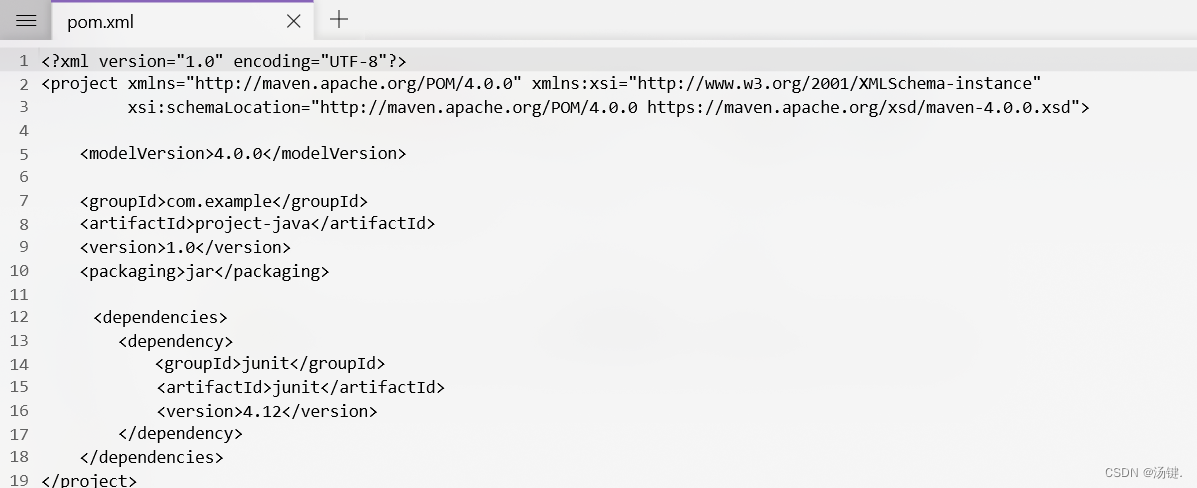 pom.xml
1 <?xml version="1.0" encoding="UTF-8"?>
2 <project xmlns="http://maven.apache.org/POM/4.0.0" xmlns:xsi="http://www.w3.org/2001/XMLSchema-instance"
3          xsi:schemaLocation="http://maven.apache.org/POM/4.0.0 https://maven.apache.org/xsd/maven-4.0.0.xsd">
4
5     <modelVersion>4.0.0</modelVersion>
6
7     <groupId>com.example</groupId>
8     <artifactId>project-java</artifactId>
9     <version>1.0</version>
10     <packaging>jar</packaging>
11
12      <dependencies>
13         <dependency>
14             <groupId>junit</groupId>
15             <artifactId>junit</artifactId>
16             <version>4.12</version>
17         </dependency>
18     </dependencies>
19 </project>
CSDN @汤键.